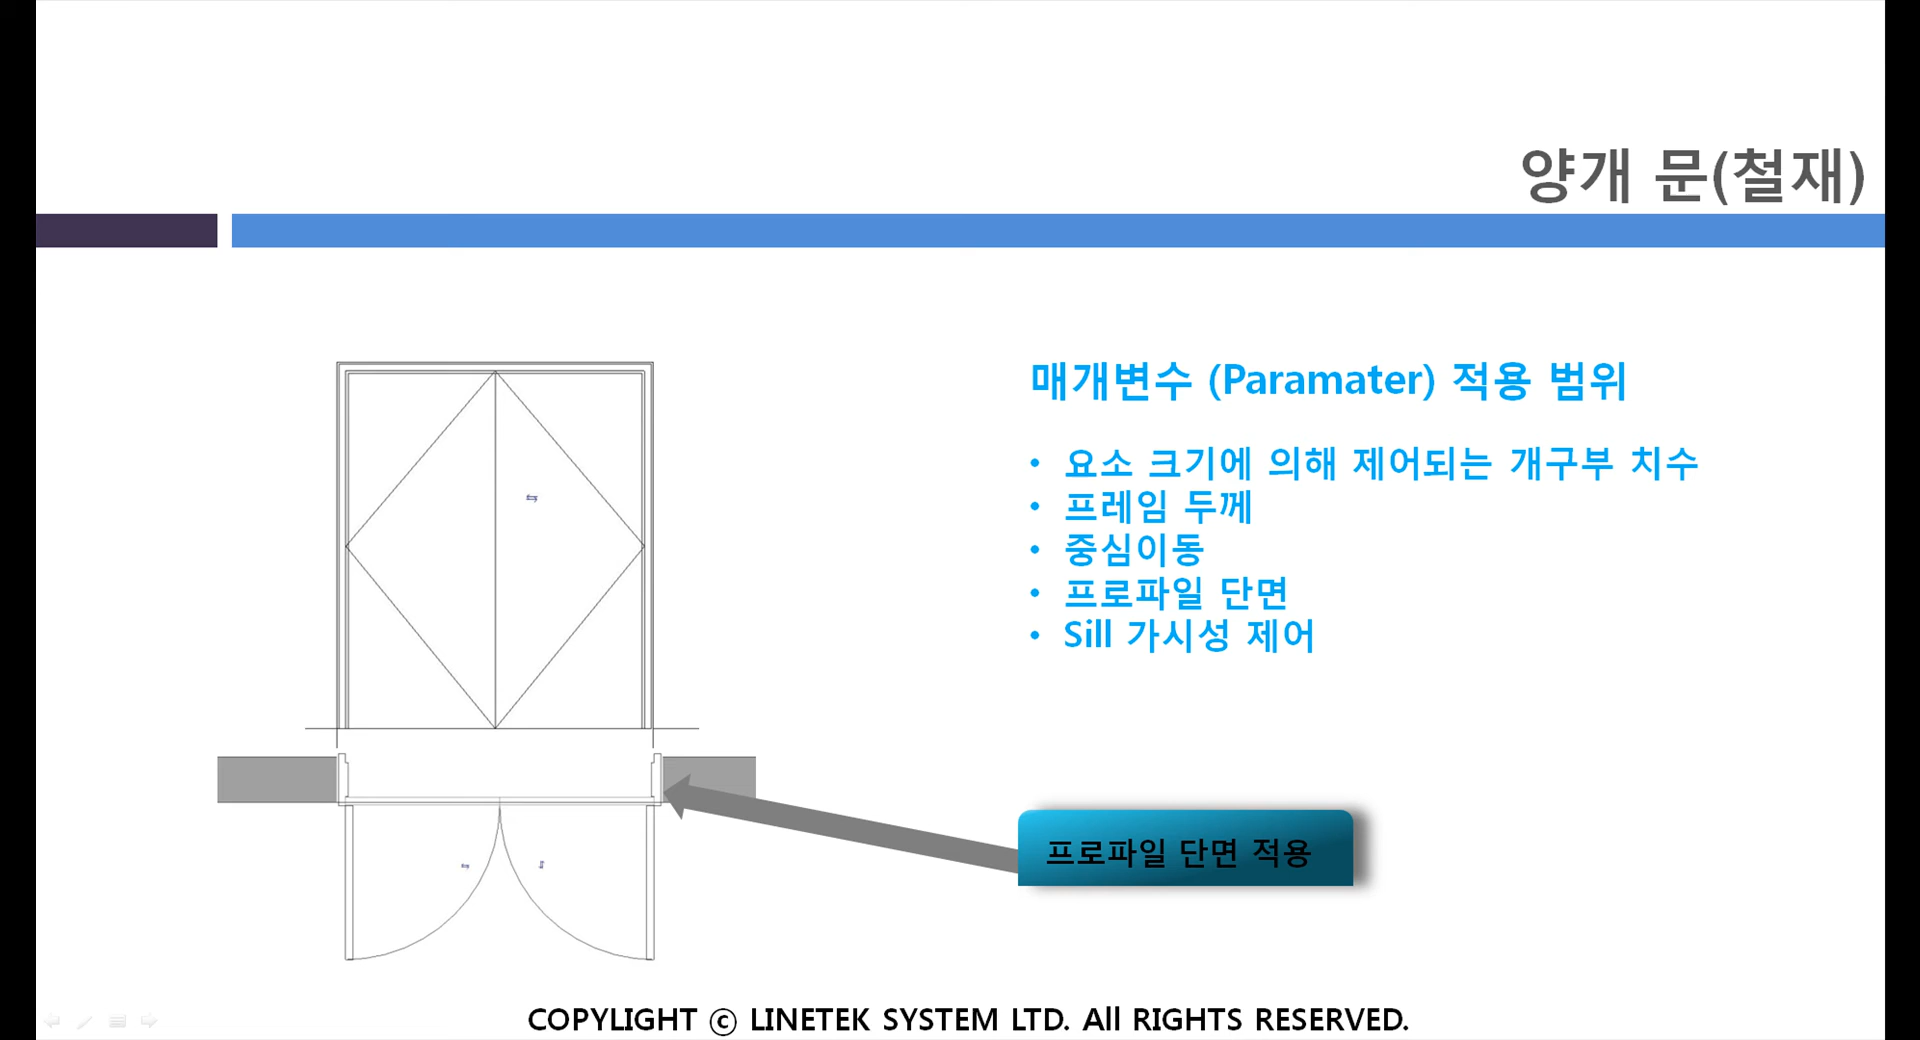 양개 문(철재)
매개변수 (Paramater) 적용 범위
• 요소 크기에 의해 제어되는 개구부 치수
• 프레임 두께
• 중심이동
• 프로파일 단면
• Sill 가시성 제어
프로파일 단면 적용
COPYLIGHT ⓒ LINETEK SYSTEM LTD. All RIGHTS RESERVED.